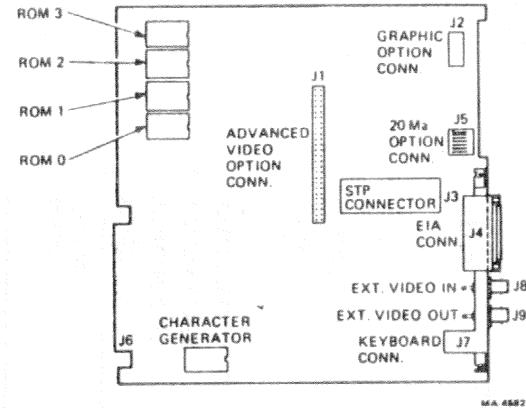 ROM 3
ROM 2
ROM 1
ROM 0
J2
GRAPHIC
OPTION
CONN.
J1
ADVANCED
VIDEO
OPTION
CONN.
J5
20 Ma
OPTION
CONN.
STP
CONNECTOR
J3
EIA
CONN.
J4
EXT. VIDEO IN
J8
EXT. VIDEO OUT
J9
CHARACTER
GENERATOR
J6
KEYBOARD
CONN.
J7
MA 4682